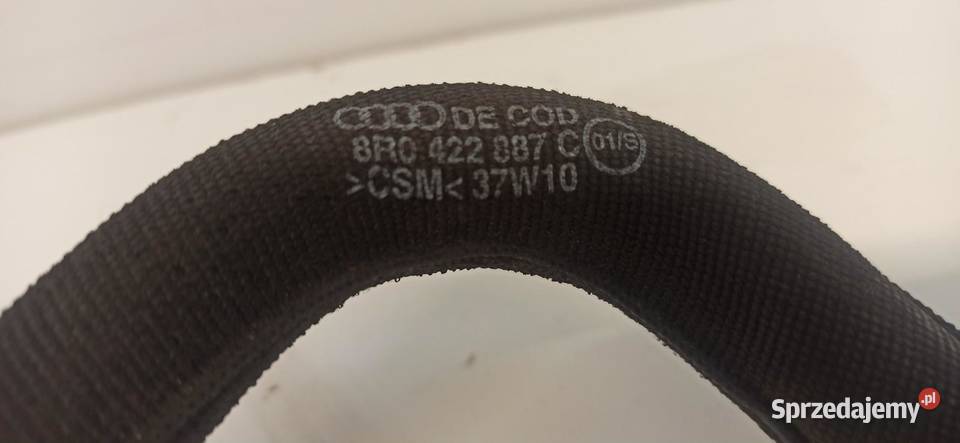 DE COD
8R0 422 887 C 01/S
>CSM< 37W10
Sprzedajemy.pl